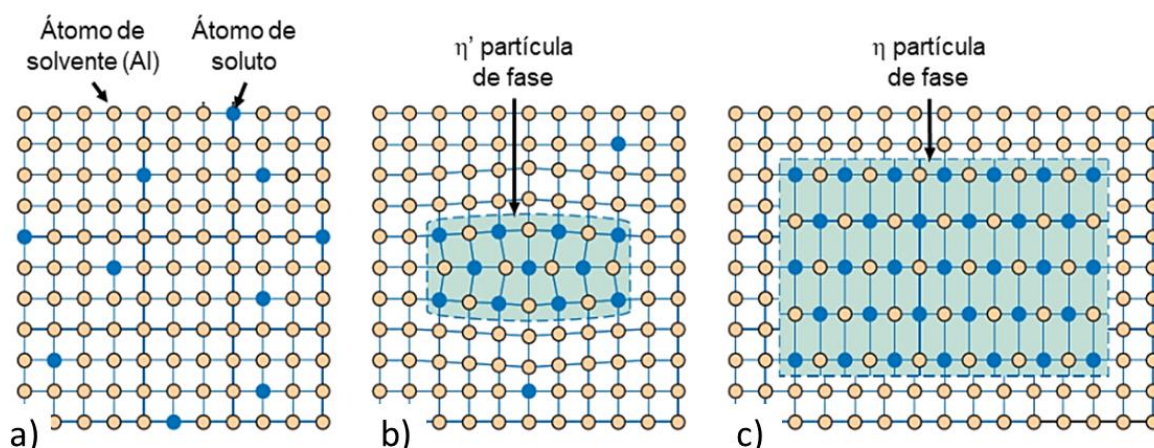 Átomo de
solvente (Al)
Átomo de
soluto
η’ partícula
de fase
η partícula
de fase
a)
b)
c)